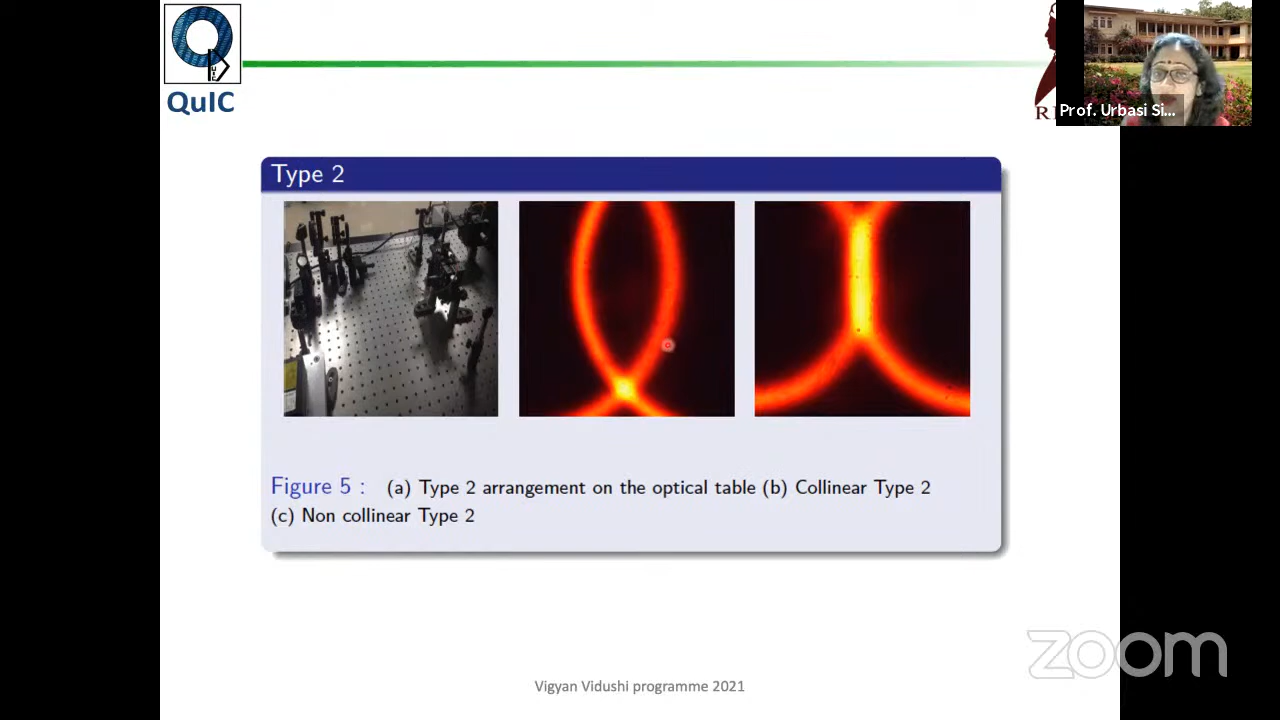 QuIC
Prof. Urbasi Si...
Type 2
Figure 5 : (a) Type 2 arrangement on the optical table (b) Collinear Type 2
(c) Non collinear Type 2
zoom
Vigyan Vidushi programme 2021